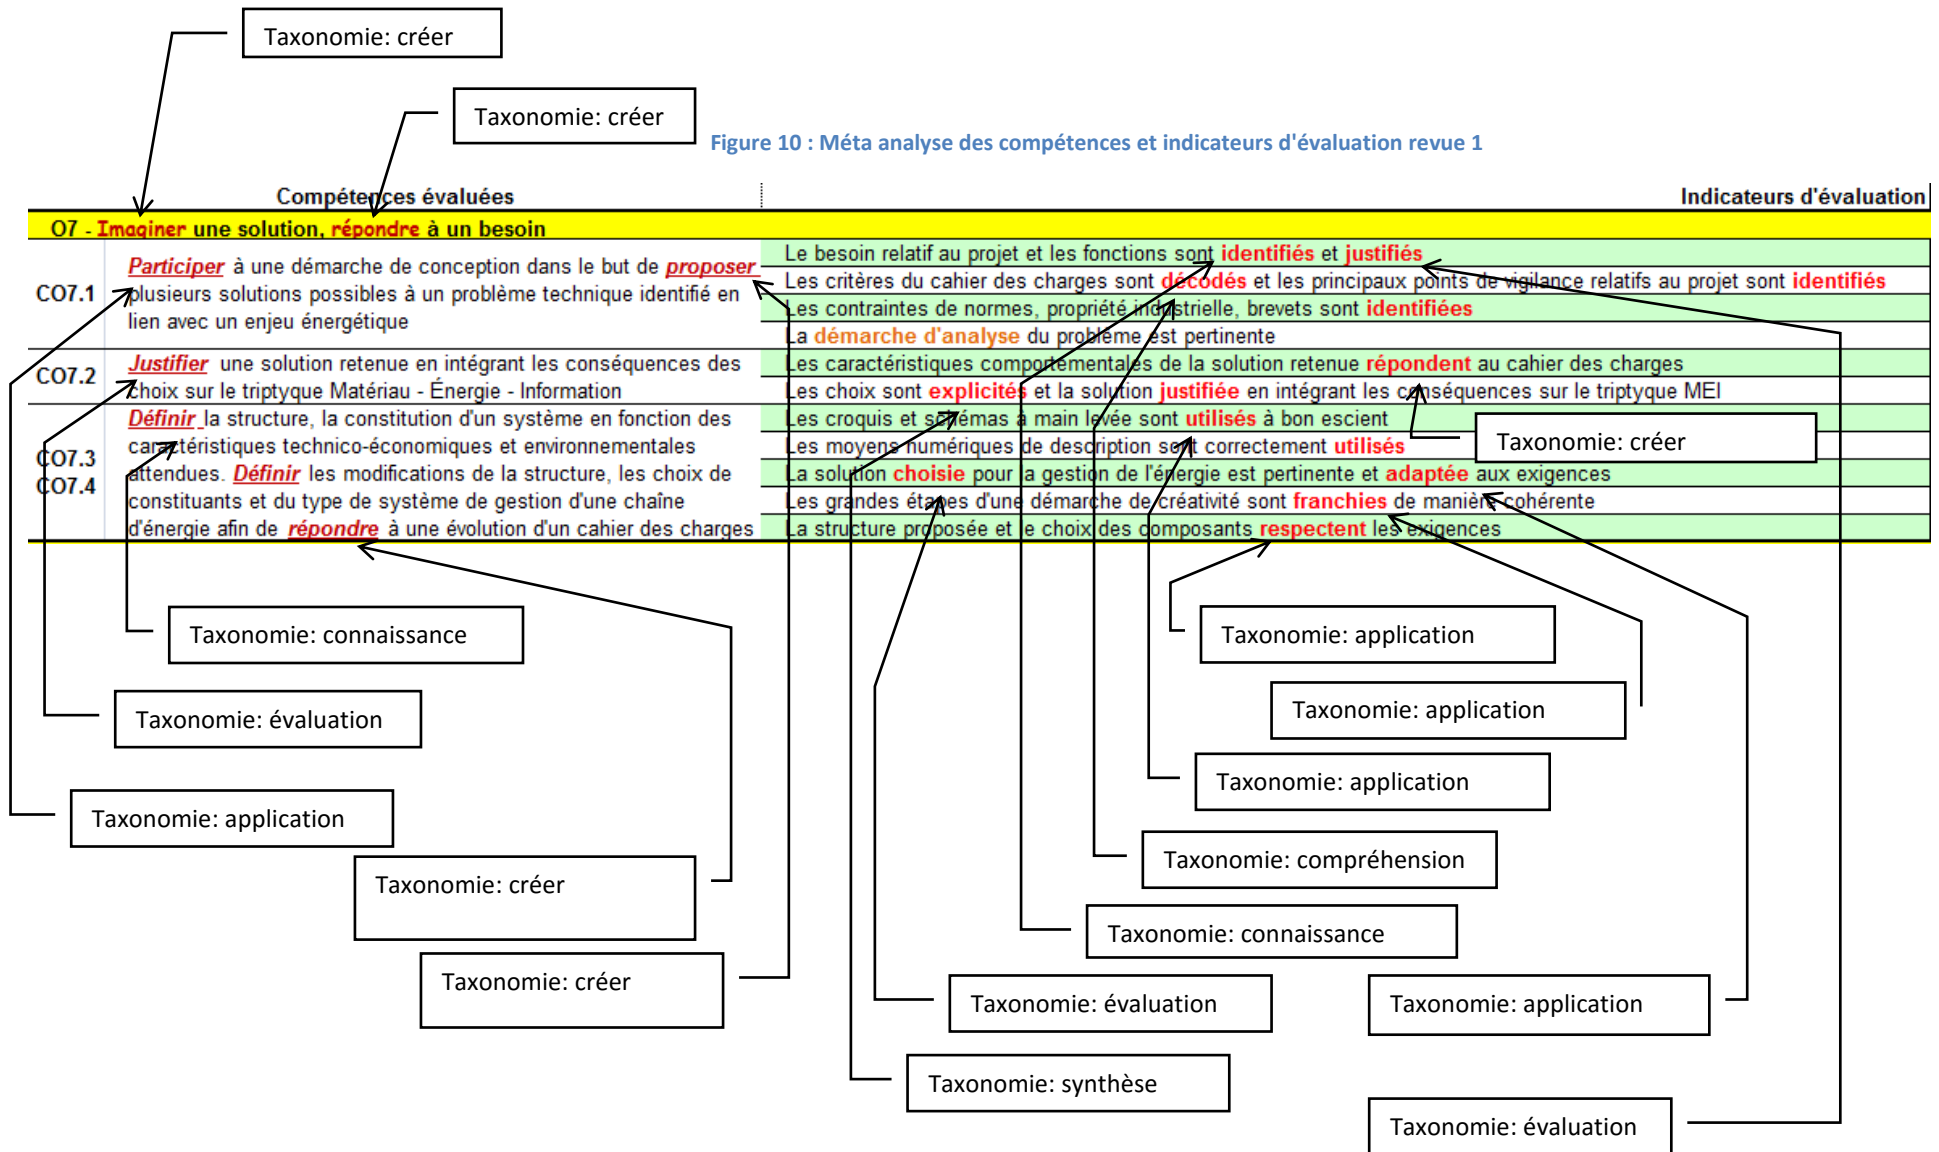 Taxonomie: créer
Taxonomie: créer
Figure 10 : Méta analyse des compétences et indicateurs d'évaluation revue 1
Compétences évaluées
Indicateurs d'évaluation
O7 - Imaginer une solution, répondre à un besoin
CO7.1
Participer à une démarche de conception dans le but de proposer
plusieurs solutions possibles à un problème technique identifié en
lien avec un enjeu énergétique
Le besoin relatif au projet et les fonctions sont identifiés et justifiés
Les critères du cahier des charges sont décodés et les principaux points de vigilance relatifs au projet sont identifiés
Les contraintes de normes, propriété industrielle, brevets sont identifiées
La démarche d'analyse du problème est pertinente
CO7.2
Justifier une solution retenue en intégrant les conséquences des
choix sur le triptyque Matériau - Énergie - Information
Les caractéristiques comportementales de la solution retenue répondent au cahier des charges
Les choix sont explicités et la solution justifiée en intégrant les conséquences sur le triptyque MEI
CO7.3
CO7.4
Définir la structure, la constitution d'un système en fonction des
caractéristiques technico-économiques et environnementales
attendues. Définir les modifications de la structure, les choix de
constituants et du type de système de gestion d'une chaîne
d'énergie afin de répondre à une évolution d'un cahier des charges
Les croquis et schémas à main levée sont utilisés à bon escient
Les moyens numériques de description sont correctement utilisés
La solution choisie pour la gestion de l'énergie est pertinente et adaptée aux exigences
Les grandes étapes d'une démarche de créativité sont franchies de manière cohérente
La structure proposée et le choix des composants respectent les exigences
Taxonomie: créer
Taxonomie: connaissance
Taxonomie: application
Taxonomie: évaluation
Taxonomie: application
Taxonomie: application
Taxonomie: application
Taxonomie: compréhension
Taxonomie: créer
Taxonomie: connaissance
Taxonomie: créer
Taxonomie: évaluation
Taxonomie: application
Taxonomie: synthèse
Taxonomie: évaluation